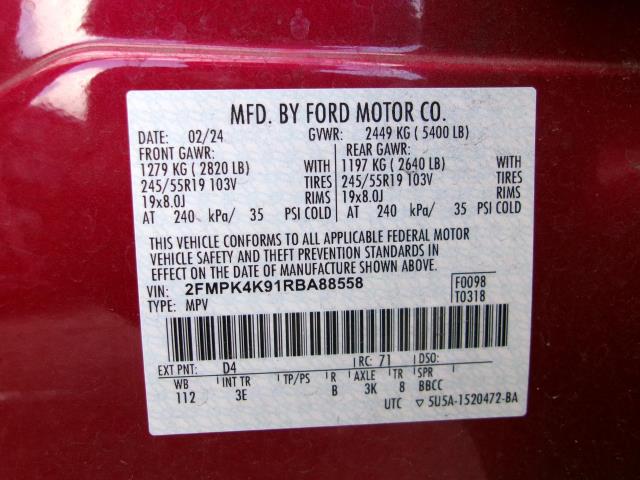 MFD. BY FORD MOTOR CO.
DATE: 02/24 GVWR: 2449 KG ( 5400 LB)
FRONT GAWR: REAR GAWR:
1279 KG ( 2820 LB) WITH 1197 KG ( 2640 LB) WITH
245/55R19 103V TIRES 245/55R19 103V TIRES
19x8.0J RIMS 19x8.0J RIMS
AT 240 kPa/ 35 PSI COLD AT 240 kPa/ 35 PSI COLD
THIS VEHICLE CONFORMS TO ALL APPLICABLE FEDERAL MOTOR
VEHICLE SAFETY AND THEFT PREVENTION STANDARDS IN
EFFECT ON THE DATE OF MANUFACTURE SHOWN ABOVE.
VIN: 2FMPK4K91RBA88558 F0098
TYPE: MPV T0318
EXT PNT: D4 RC: 71 DSO:
WB INT TR TP/PS R AXLE TR SPR
112 3E B 3K 8 BBCC
UTC ▽ 5U5A-1520472-BA